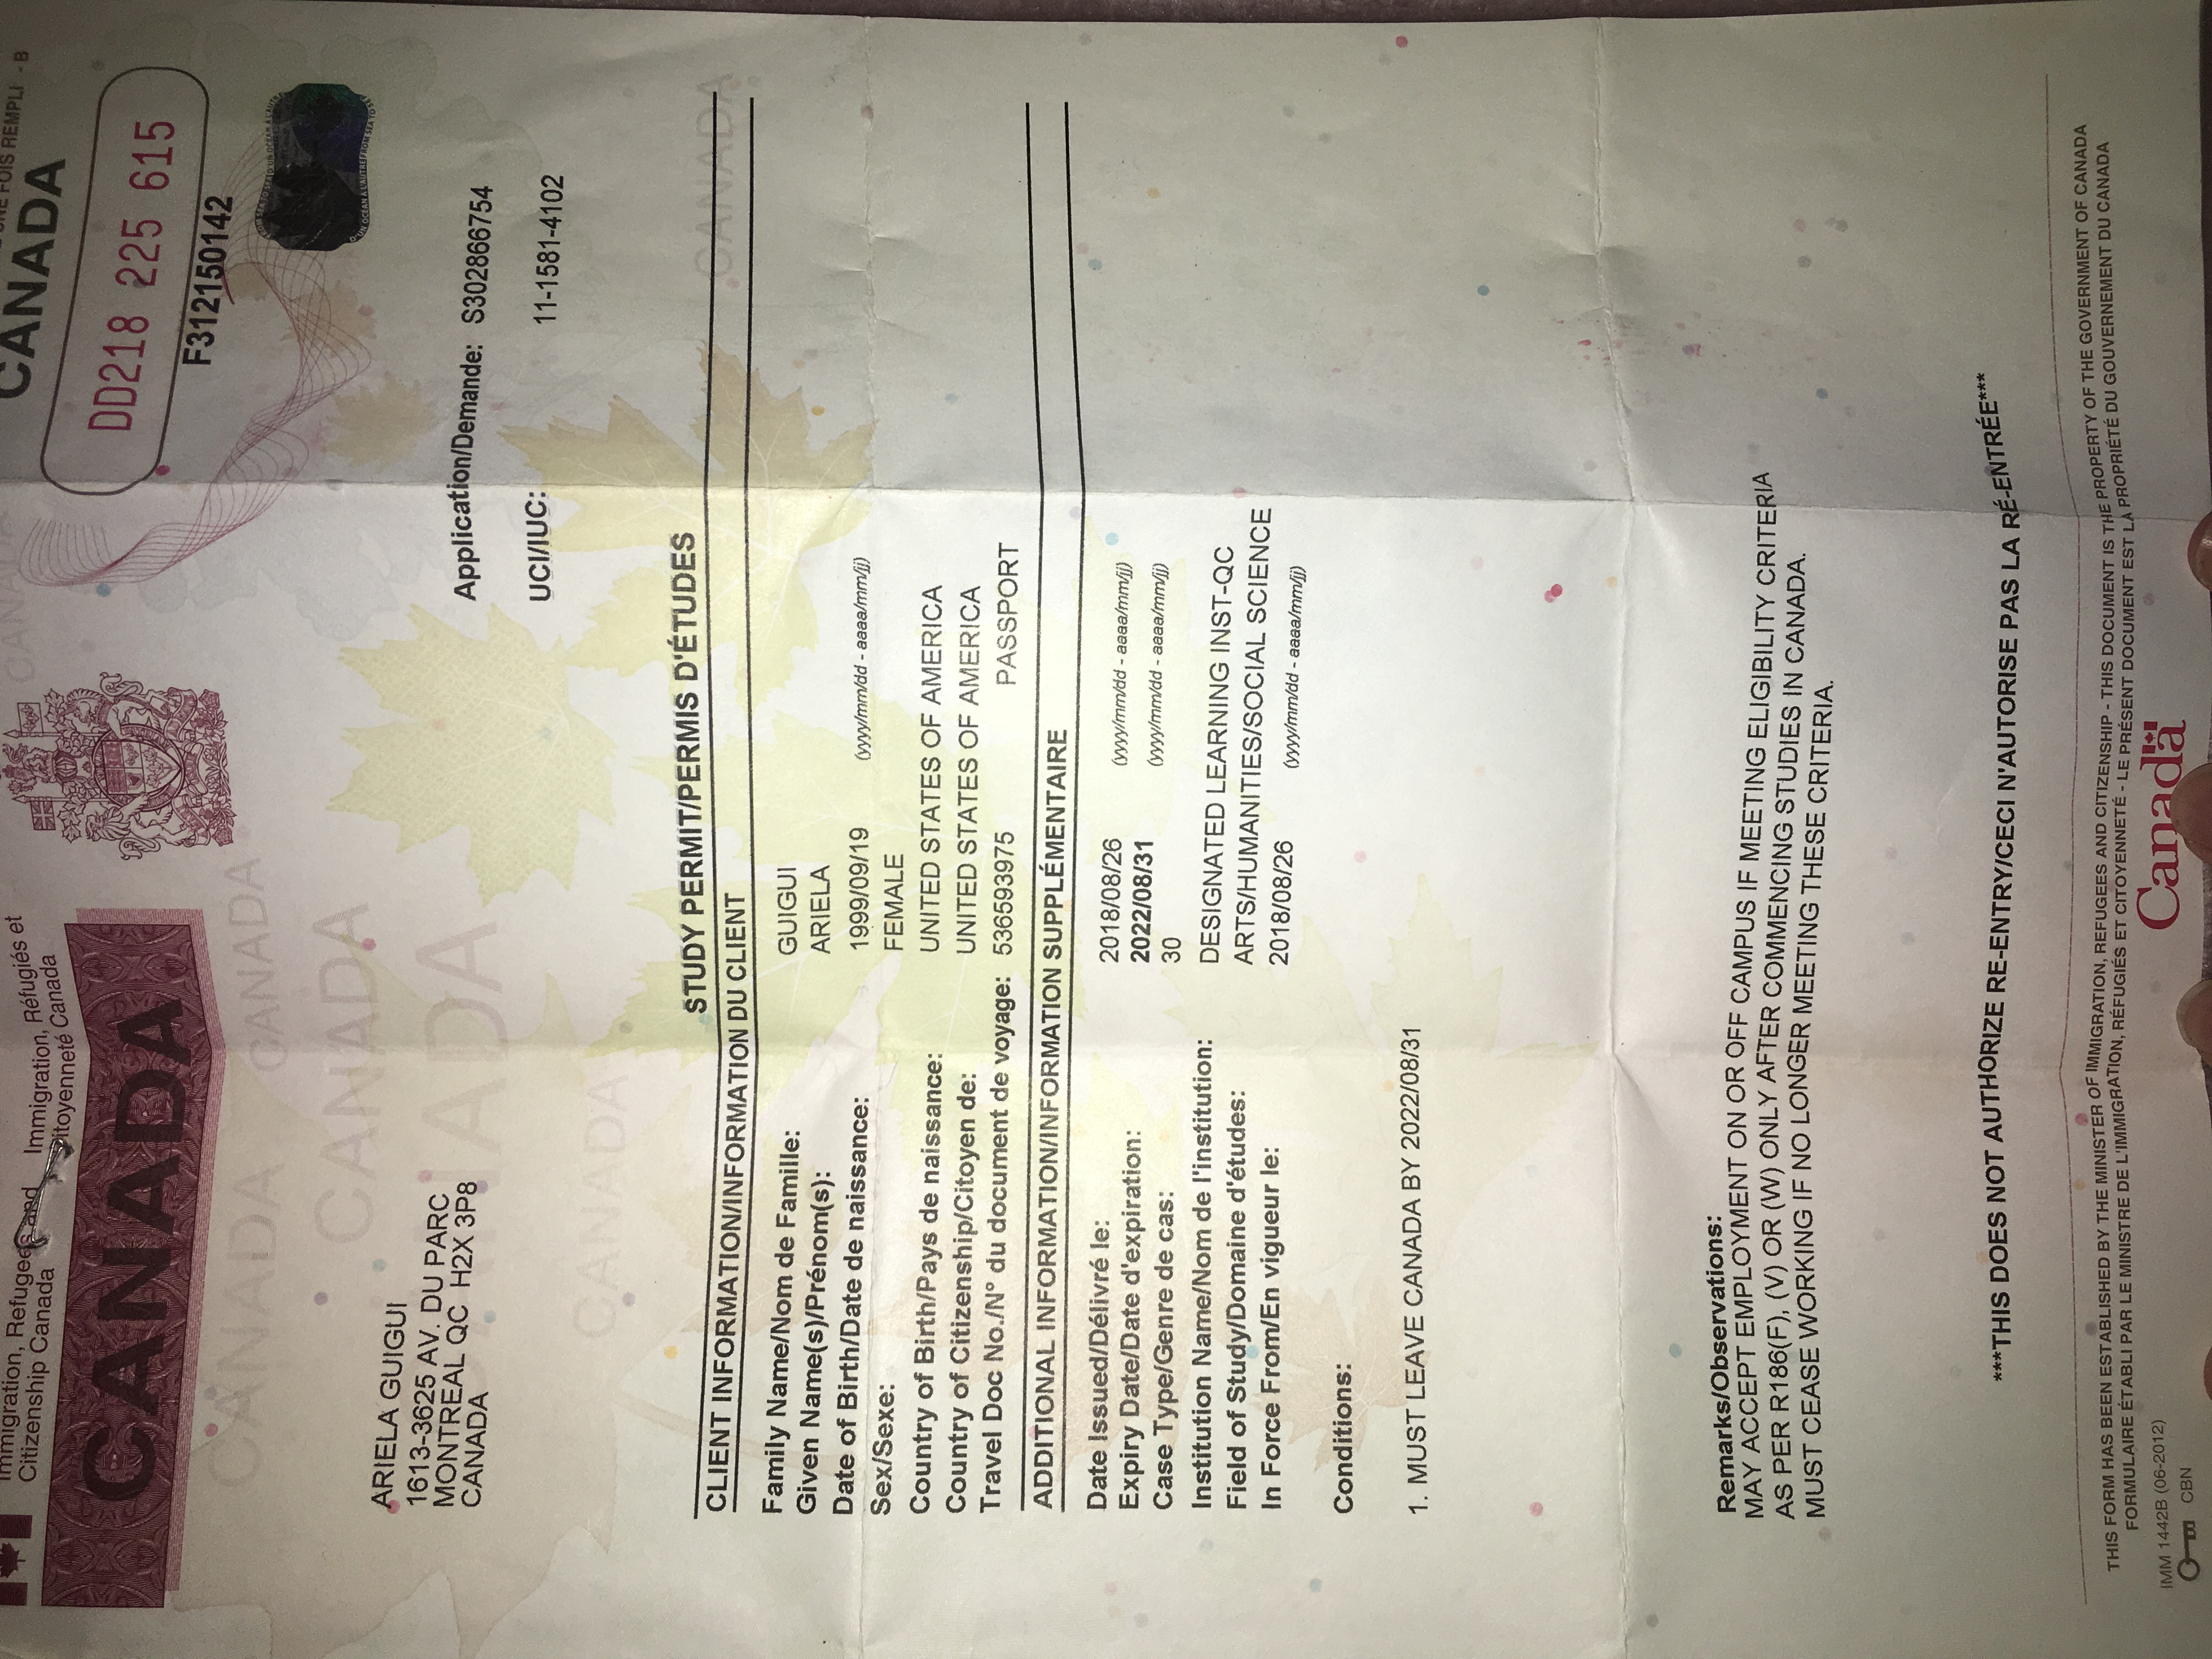 Immigration, Refugees and
Citizenship Canada
Immigration, Réfugiés et
Citoyenneté Canada
UNE FOIS REMPLI - B
CANADA
CANADA
DD218 225 615
F312150142
ARIELA GUIGUI
1613-3625 AV. DU PARC
MONTREAL QC H2X 3P8
CANADA
Application/Demande: S302866754
UCI/IUC: 11-1581-4102
STUDY PERMIT/PERMIS D'ÉTUDES
CLIENT INFORMATION/INFORMATION DU CLIENT
Family Name/Nom de Famille: GUIGUI
Given Name(s)/Prénom(s): ARIELA
Date of Birth/Date de naissance: 1999/09/19 (yyyy/mm/dd - aaaa/mm/jj)
Sex/Sexe: FEMALE
Country of Birth/Pays de naissance: UNITED STATES OF AMERICA
Country of Citizenship/Citoyen de: UNITED STATES OF AMERICA
Travel Doc No./N° du document de voyage: 536593975 PASSPORT
ADDITIONAL INFORMATION/INFORMATION SUPPLÉMENTAIRE
Date Issued/Délivré le: 2018/08/26 (yyyy/mm/dd - aaaa/mm/jj)
Expiry Date/Date d'expiration: 2022/08/31 (yyyy/mm/dd - aaaa/mm/jj)
Case Type/Genre de cas: 30
Institution Name/Nom de l'institution: DESIGNATED LEARNING INST-QC
Field of Study/Domaine d'études: ARTS/HUMANITIES/SOCIAL SCIENCE
In Force From/En vigueur le: 2018/08/26 (yyyy/mm/dd - aaaa/mm/jj)
Conditions:
1. MUST LEAVE CANADA BY 2022/08/31
Remarks/Observations:
MAY ACCEPT EMPLOYMENT ON OR OFF CAMPUS IF MEETING ELIGIBILITY CRITERIA
AS PER R186(F), (V) OR (W) ONLY AFTER COMMENCING STUDIES IN CANADA.
MUST CEASE WORKING IF NO LONGER MEETING THESE CRITERIA.
***THIS DOES NOT AUTHORIZE RE-ENTRY/CECI N'AUTORISE PAS LA RÉ-ENTRÉE***
THIS FORM HAS BEEN ESTABLISHED BY THE MINISTER OF IMMIGRATION, REFUGEES AND CITIZENSHIP - THIS DOCUMENT IS THE PROPERTY OF THE GOVERNMENT OF CANADA
FORMULAIRE ÉTABLI PAR LE MINISTRE DE L'IMMIGRATION, RÉFUGIÉS ET CITOYENNETÉ - LE PRÉSENT DOCUMENT EST LA PROPRIÉTÉ DU GOUVERNEMENT DU CANADA
IMM 1442B (06-2012)
CBN
Canada